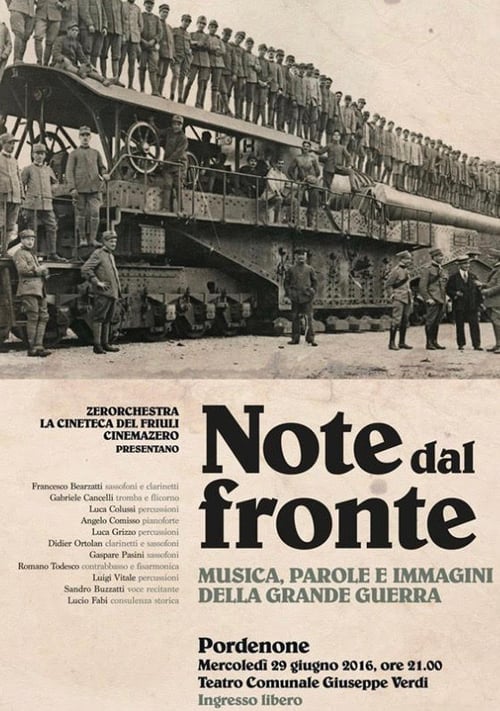 ZERORCHESTRA
LA CINETECA DEL FRIULI
CINEMAZERO
PRESENTANO
Francesco Bearzatti sassofoni e clarinetti
Gabriele Cancelli tromba e flicorno
Luca Colussi percussioni
Angelo Comisso pianoforte
Luca Grizzo percussioni
Didier Ortolan clarinetti e sassofoni
Gaspare Pasini sassofoni
Romano Todesco contrabbasso e fisarmonica
Luigi Vitale percussioni
Sandro Buzzatti voce recitante
Lucio Fabi consulenza storica
Note dal
fronte
MUSICA, PAROLE E IMMAGINI
DELLA GRANDE GUERRA
Pordenone
Mercoledì 29 giugno 2016, ore 21.00
Teatro Comunale Giuseppe Verdi
Ingresso libero